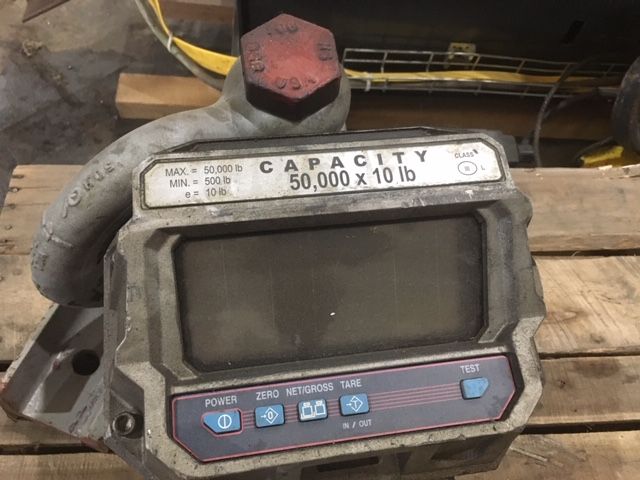 CAPACITY
50,000 x 10 lb
MAX. = 50,000 lb
MIN. = 500 lb
e = 10 lb
CLASS
III L
POWER
ZERO
NET/GROSS
TARE
TEST
→0←
→T←
IN / OUT